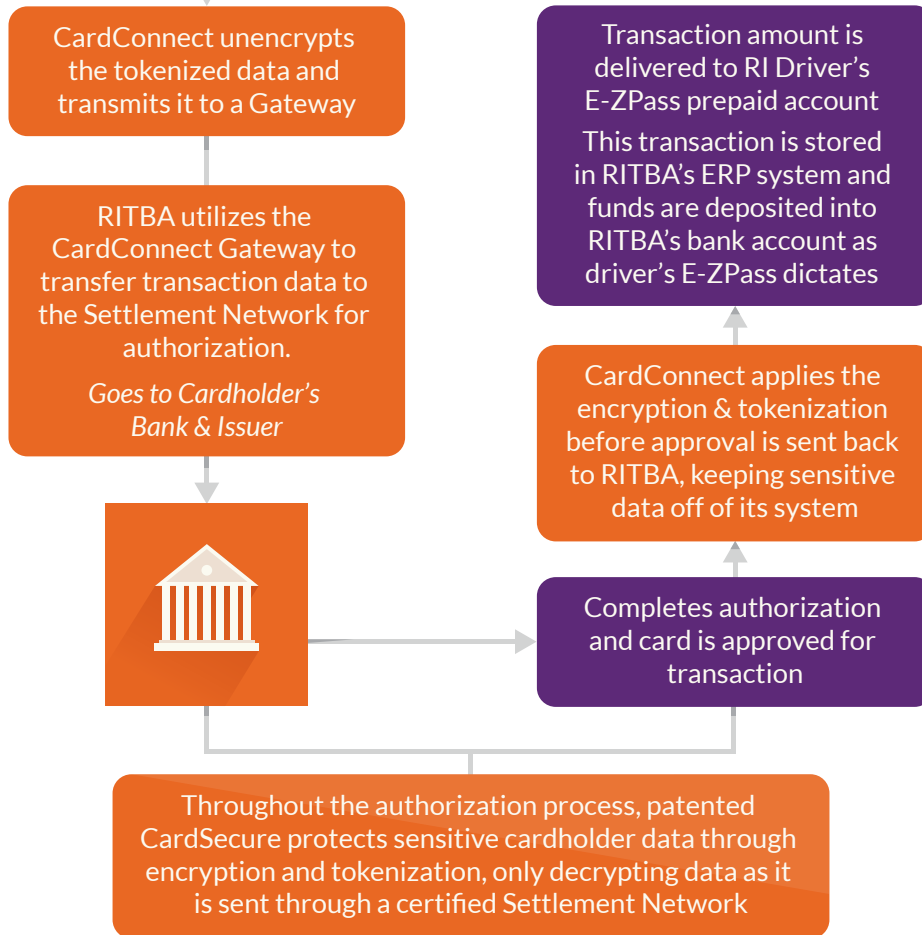 CardConnect unencrypts
the tokenized data and
transmits it to a Gateway
RITBA utilizes the
CardConnect Gateway to
transfer transaction data to
the Settlement Network for
authorization.
Goes to Cardholder’s
Bank & Issuer
Transaction amount is
delivered to RI Driver’s
E-ZPass prepaid account
This transaction is stored
in RITBA’s ERP system and
funds are deposited into
RITBA’s bank account as
driver’s E-ZPass dictates
CardConnect applies the
encryption & tokenization
before approval is sent back
to RITBA, keeping sensitive
data off of its system
Completes authorization
and card is approved for
transaction
Throughout the authorization process, patented
CardSecure protects sensitive cardholder data through
encryption and tokenization, only decrypting data as it
is sent through a certified Settlement Network